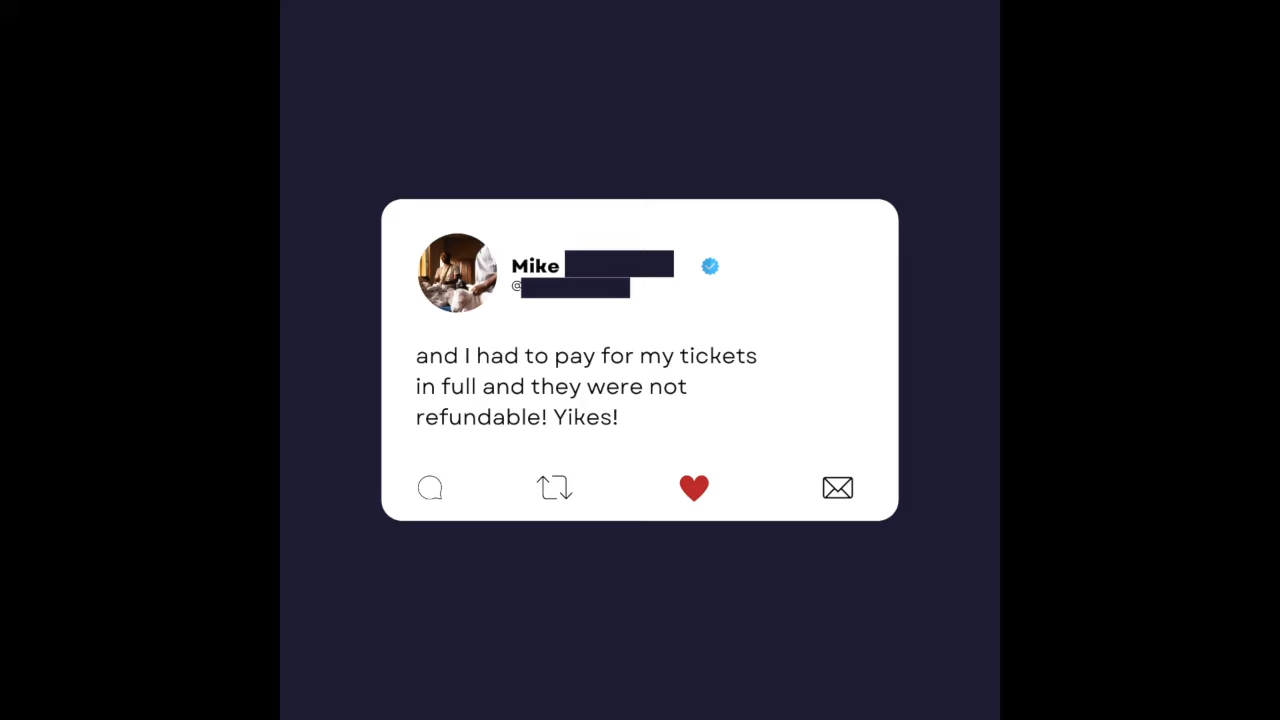 Mike
@
and I had to pay for my tickets
in full and they were not
refundable! Yikes!